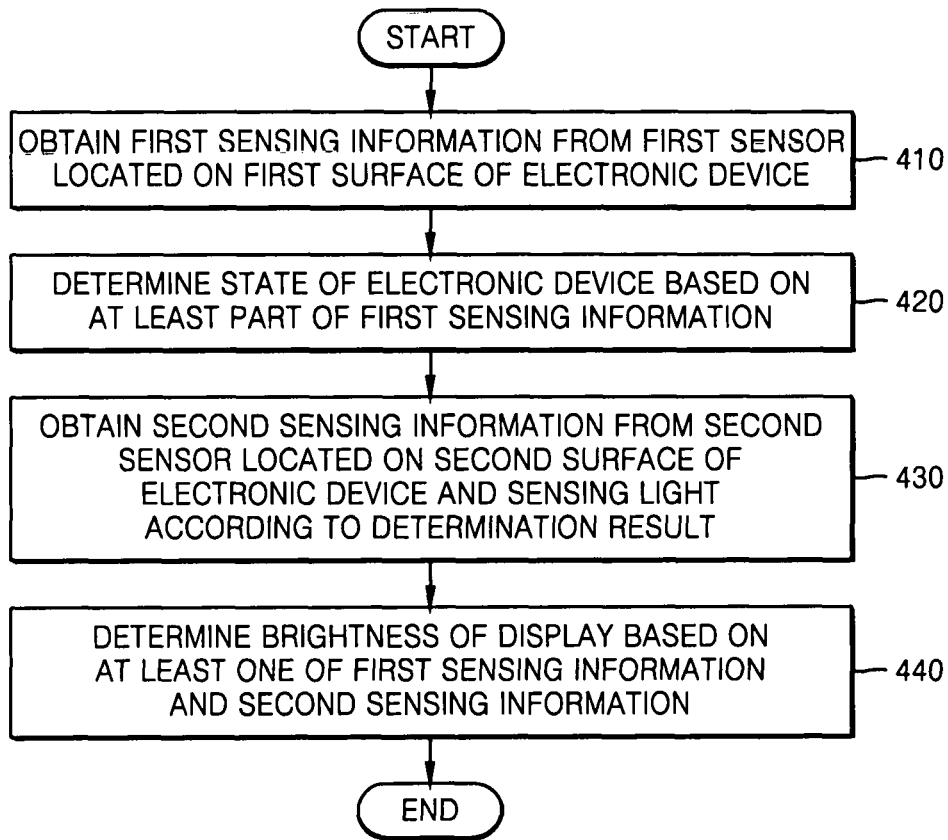 START
OBTAIN FIRST SENSING INFORMATION FROM FIRST SENSOR
LOCATED ON FIRST SURFACE OF ELECTRONIC DEVICE
410
DETERMINE STATE OF ELECTRONIC DEVICE BASED ON
AT LEAST PART OF FIRST SENSING INFORMATION
420
OBTAIN SECOND SENSING INFORMATION FROM SECOND
SENSOR LOCATED ON SECOND SURFACE OF
ELECTRONIC DEVICE AND SENSING LIGHT
ACCORDING TO DETERMINATION RESULT
430
DETERMINE BRIGHTNESS OF DISPLAY BASED ON
AT LEAST ONE OF FIRST SENSING INFORMATION
AND SECOND SENSING INFORMATION
440
END